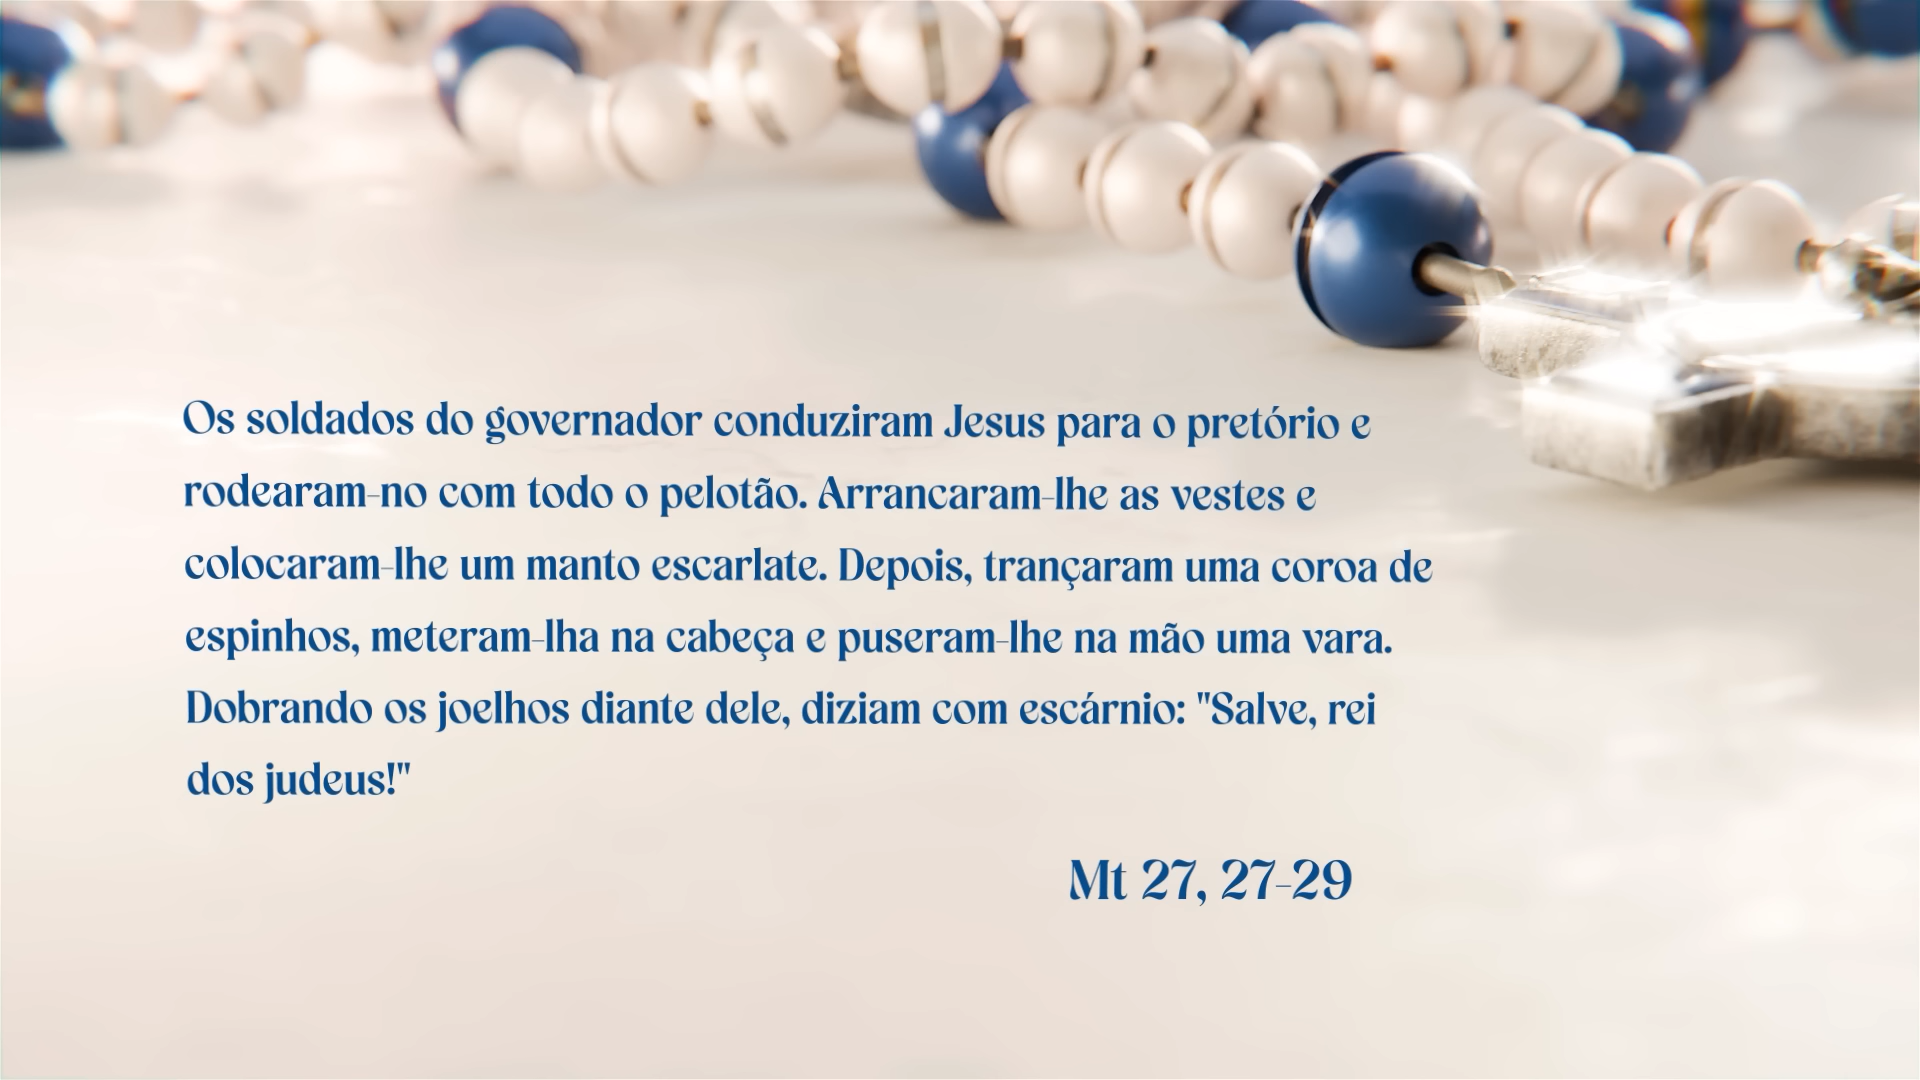 Os soldados do governador conduziram Jesus para o pretório e
rodearam-no com todo o pelotão. Arrancaram-lhe as vestes e
colocaram-lhe um manto escarlate. Depois, trançaram uma coroa de
espinhos, meteram-lha na cabeça e puseram-lhe na mão uma vara.
Dobrando os joelhos diante dele, diziam com escárnio: "Salve, rei
dos judeus!"
Mt 27, 27-29